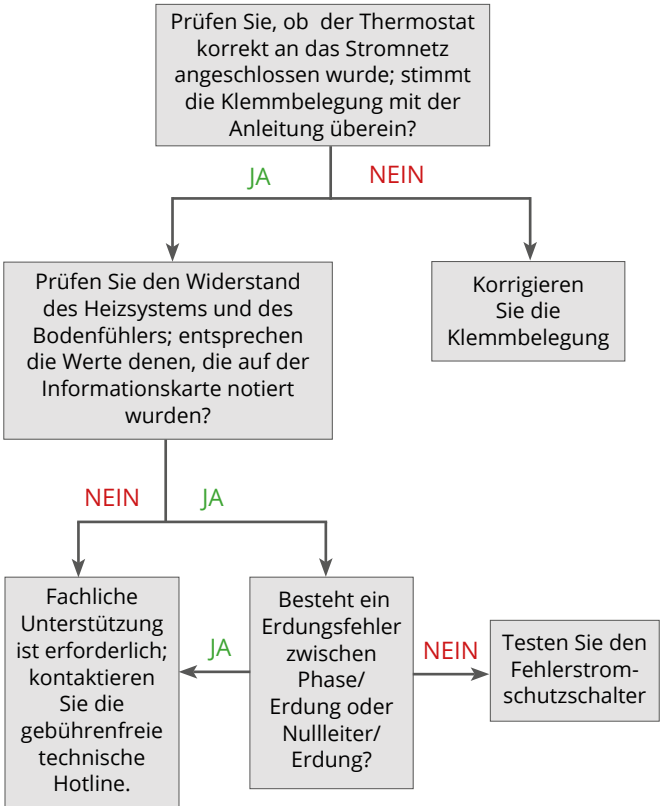 Prüfen Sie, ob der Thermostat
korrekt an das Stromnetz
angeschlossen wurde; stimmt
die Klemmbelegung mit der
Anleitung überein?
JA
NEIN
Prüfen Sie den Widerstand
des Heizsystems und des
Bodenfühlers; entsprechen
die Werte denen, die auf der
Informationskarte notiert
wurden?
Korrigieren
Sie die
Klemmbelegung
NEIN
JA
Fachliche
Unterstützung
ist erforderlich;
kontaktieren
Sie die
gebührenfreie
technische
Hotline.
JA
Besteht ein
Erdungsfehler
zwischen
Phase/
Erdung oder
Nullleiter/
Erdung?
NEIN
Testen Sie den
Fehlerstrom-
schutzschalter